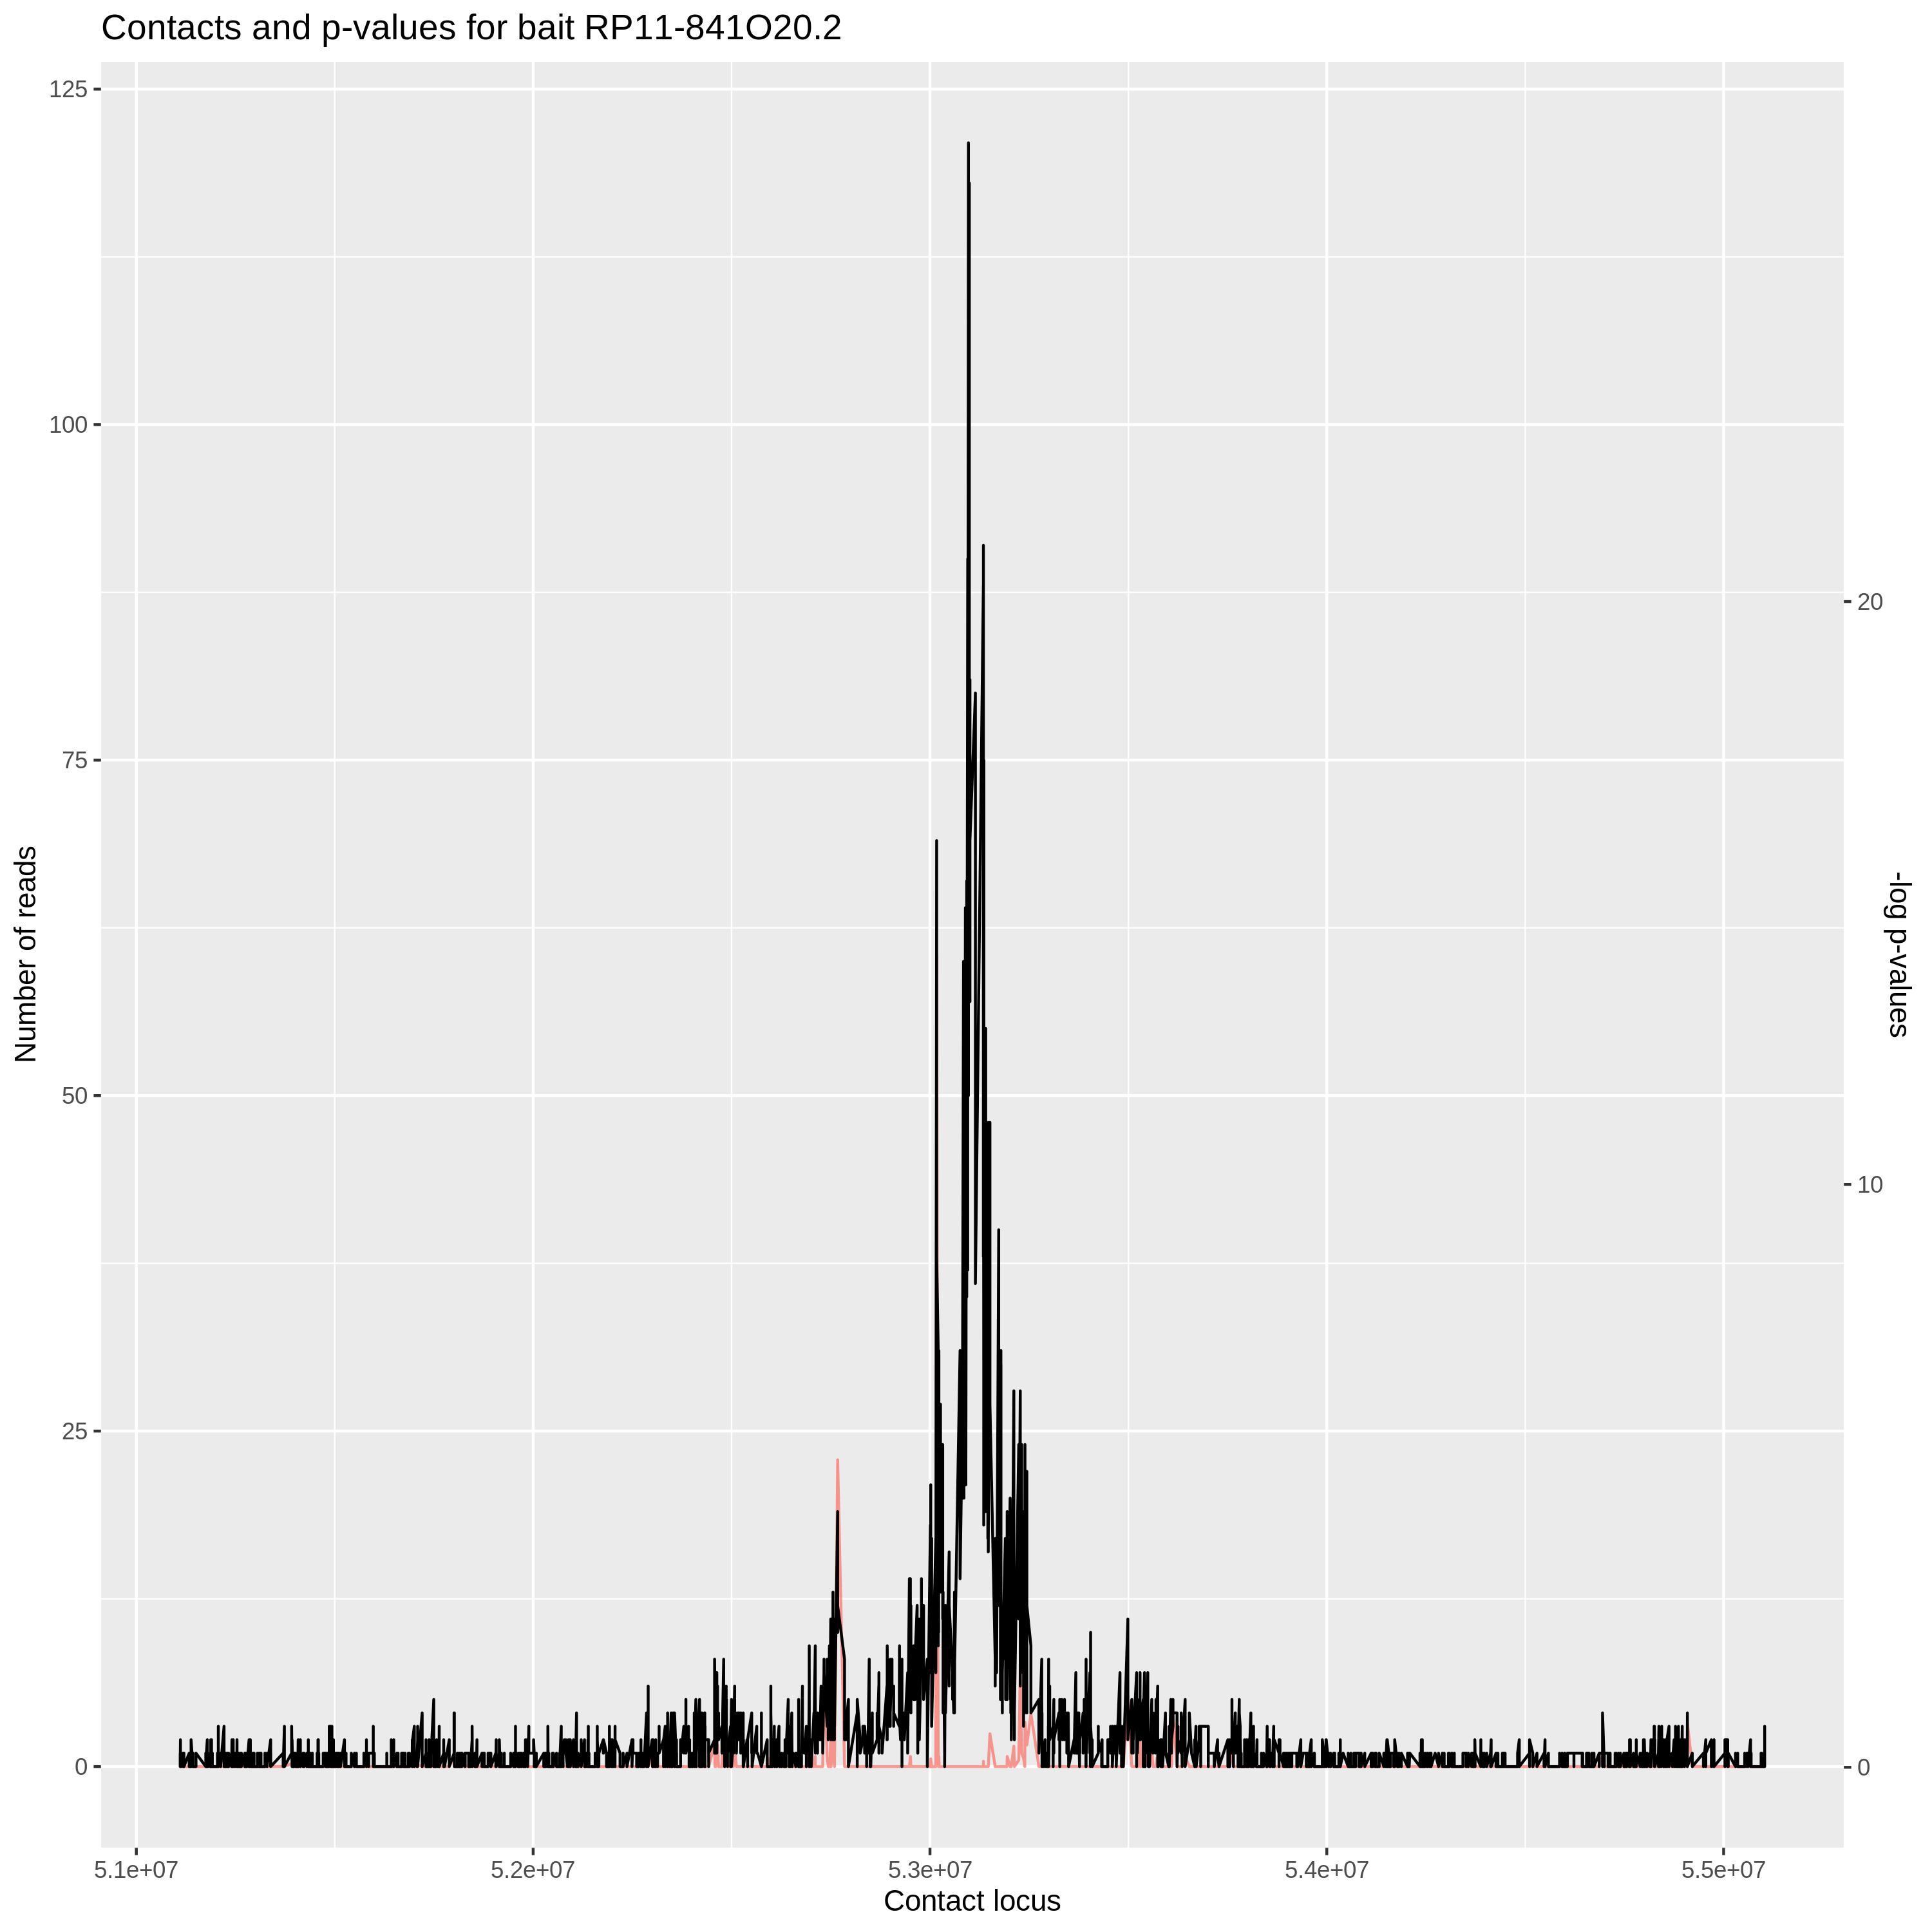 Contacts and p-values for bait RP11-841O20.2
125
100
75
50
25
0
Number of reads
20
10
0
-log p-values
5.1e+07 5.2e+07 5.3e+07 5.4e+07 5.5e+07
Contact locus